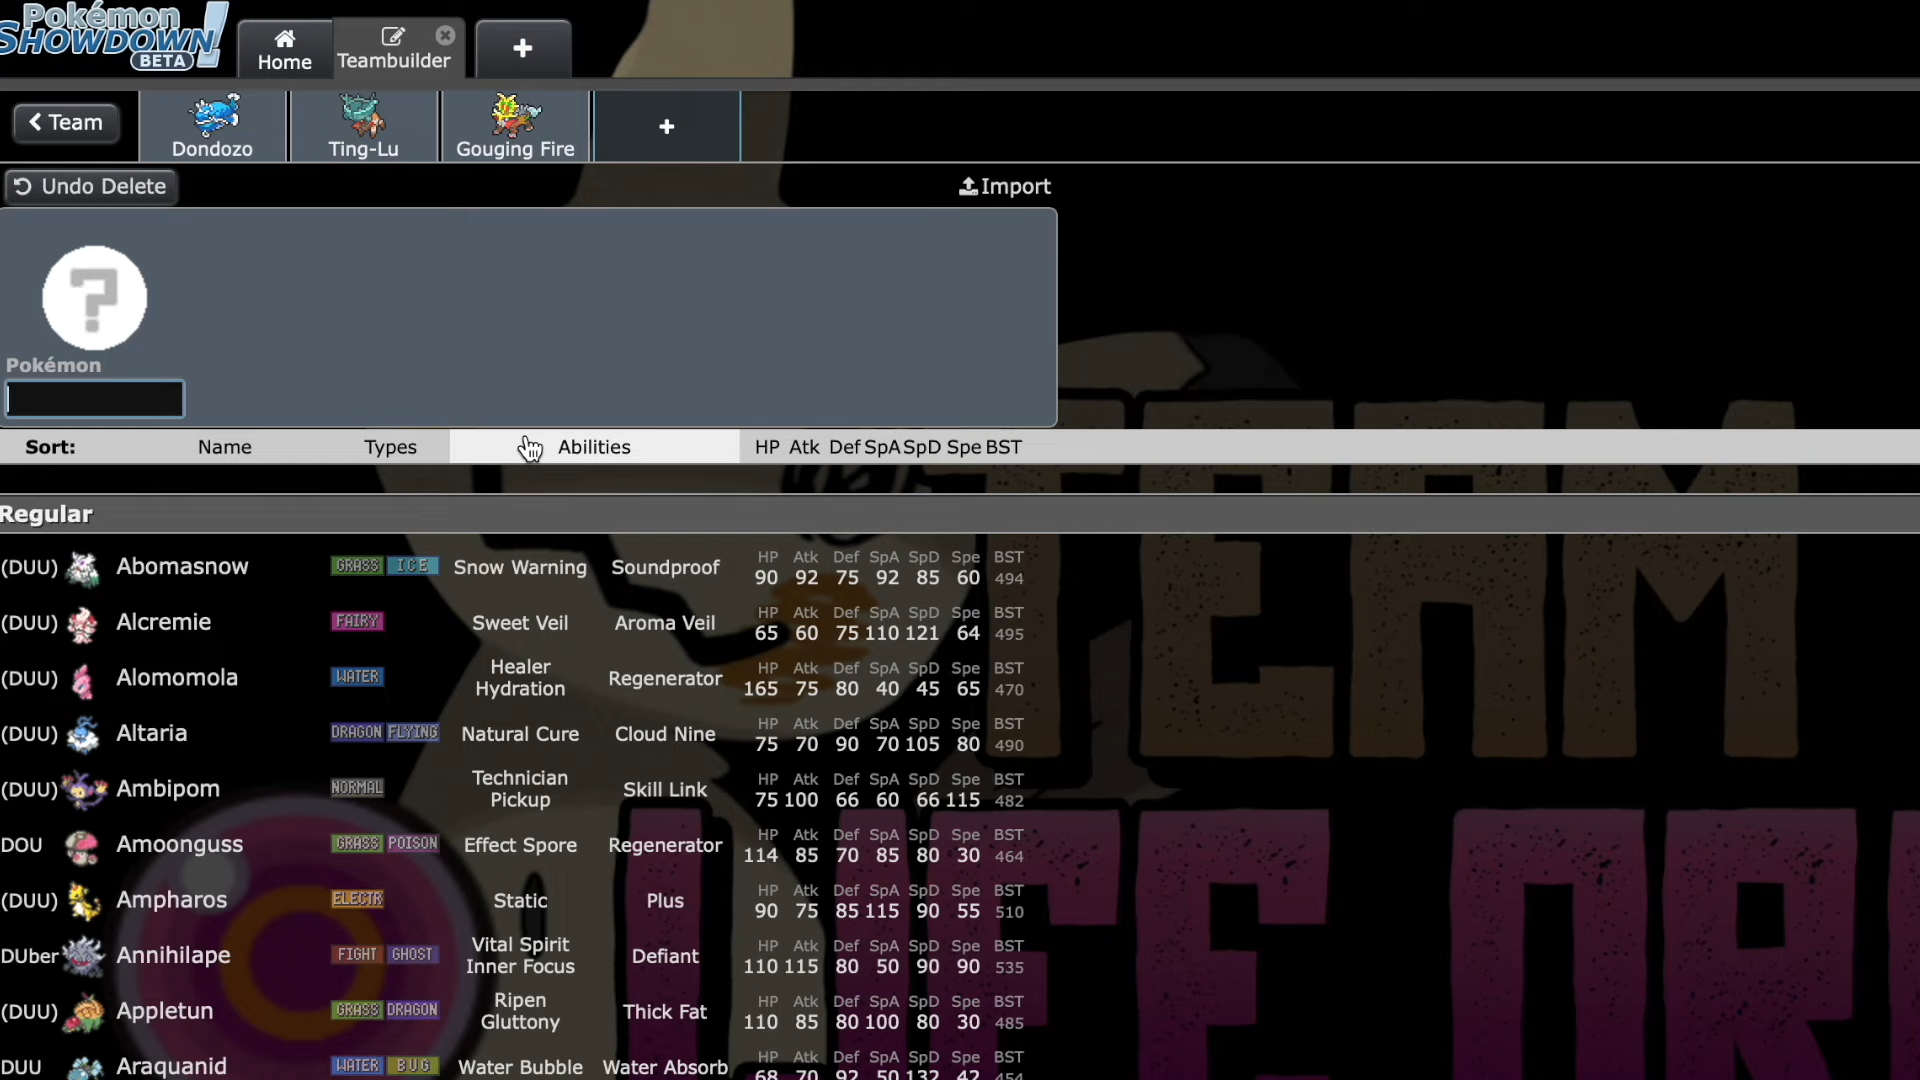 Pokémon
SHOWDOWN!
BETA
Home
Teambuilder
+
< Team
Dondozo
Ting-Lu
Gouging Fire
+
Undo Delete
Import
?
Pokémon
Sort: Name Types Abilities HP Atk Def SpA SpD Spe BST
Regular
HP Atk Def SpA SpD Spe BST
(DUU) Abomasnow GRASS ICE Snow Warning Soundproof 90 92 75 92 85 60 494
HP Atk Def SpA SpD Spe BST
(DUU) Alcremie FAIRY Sweet Veil Aroma Veil 65 60 75 110 121 64 495
HP Atk Def SpA SpD Spe BST
(DUU) Alomomola WATER Healer Hydration Regenerator 165 75 80 40 45 65 470
HP Atk Def SpA SpD Spe BST
(DUU) Altaria DRAGON FLYING Natural Cure Cloud Nine 75 70 90 70 105 80 490
HP Atk Def SpA SpD Spe BST
(DUU) Ambipom NORMAL Technician Pickup Skill Link 75 100 66 60 66 115 482
HP Atk Def SpA SpD Spe BST
DOU Amoonguss GRASS POISON Effect Spore Regenerator 114 85 70 85 80 30 464
HP Atk Def SpA SpD Spe BST
(DUU) Ampharos ELECTR Static Plus 90 75 85 115 90 55 510
HP Atk Def SpA SpD Spe BST
DUber Annihilape FIGHT GHOST Vital Spirit Inner Focus Defiant 110 115 80 50 90 90 535
HP Atk Def SpA SpD Spe BST
(DUU) Appletun GRASS DRAGON Ripen Gluttony Thick Fat 110 85 80 100 80 30 485
HP Atk Def SpA SpD Spe BST
DUU Araquanid WATER BUG Water Bubble Water Absorb 68 70 92 50 132 42 454
TEAM